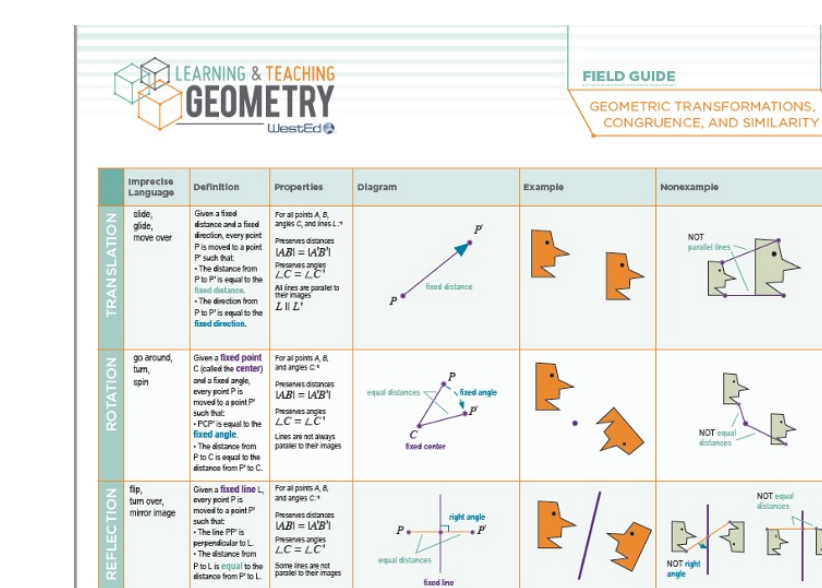 LEARNING & TEACHING
GEOMETRY
WestEd
FIELD GUIDE
GEOMETRIC TRANSFORMATIONS,
CONGRUENCE, AND SIMILARITY
Imprecise
Language
Definition
Properties
Diagram
Example
Nonexample
TRANSLATION
slide,
glide,
move over
Given a fixed
distance and a fixed
direction, every point
P is moved to a point
P' such that:
• The distance from
P to P' is equal to the
fixed distance.
• The direction from
P to P' is equal to the
fixed direction.
For all points A, B,
angles C, and lines L:*
Preserves distances
|AB| = |A'B'|
Preserves angles
∠C = ∠C'
All lines are parallel to
their images
L || L'
P'
fixed distance
P
NOT
parallel lines
ROTATION
go around,
turn,
spin
Given a fixed point
C (called the center)
and a fixed angle,
every point P is
moved to a point P'
such that:
• PCP' is equal to the
fixed angle.
• The distance from
P to C is equal to the
distance from P' to C.
For all points A, B,
and angles C:*
Preserves distances
|AB| = |A'B'|
Preserves angles
∠C = ∠C'
Lines are not always
parallel to their images
P
equal distances
fixed angle
P'
C
fixed center
NOT equal
distances
REFLECTION
flip,
turn over,
mirror image
Given a fixed line L,
every point P is
moved to a point P'
such that:
• The line PP' is
perpendicular to L.
• The distance from
P to L is equal to the
distance from P' to L.
For all points A, B,
and angles C:*
Preserves distances
|AB| = |A'B'|
Preserves angles
∠C = ∠C'
Some lines are not
parallel to their images
right angle
P
P'
equal distances
fixed line
NOT equal
distances
NOT right
angle